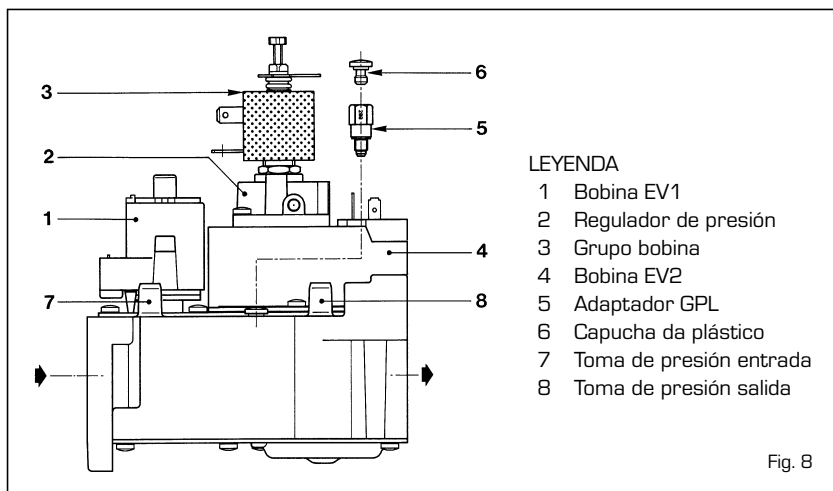 3
6
5
2
1
4
7
8
LEYENDA
1 Bobina EV1
2 Regulador de presión
3 Grupo bobina
4 Bobina EV2
5 Adaptador GPL
6 Capucha da plástico
7 Toma de presión entrada
8 Toma de presión salida
Fig. 8